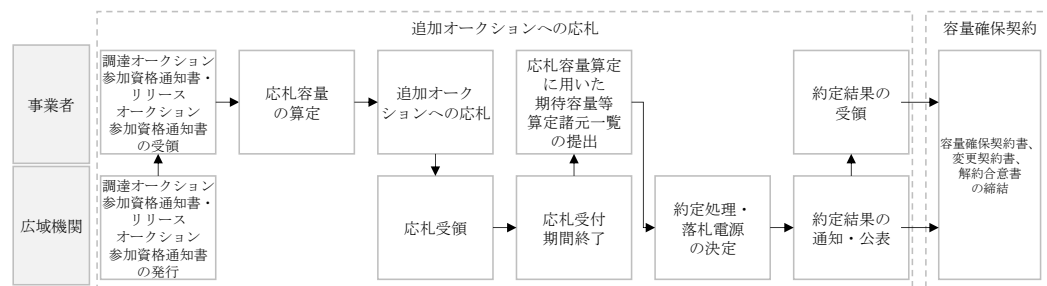 追加オークションへの応札
容量確保契約
事業者
調達オークション
参加資格通知書・
リリース
オークション
参加資格通知書
の受領
応札容量
の算定
追加オーク
ションへの応札
応札容量算定
に用いた
期待容量等
算定諸元一覧
の提出
約定結果の
受領
容量確保契約書、
変更契約書、
解約合意書
の締結
広域機関
調達オークション
参加資格通知書・
リリース
オークション
参加資格通知書
の発行
応札受領
応札受付
期間終了
約定処理・
落札電源
の決定
約定結果の
通知・公表